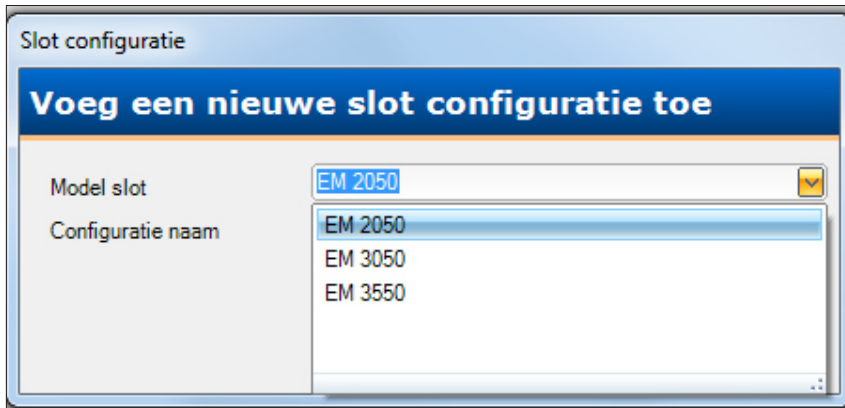 Slot configuratie
Voeg een nieuwe slot configuratie toe
Model slot
EM 2050
Configuratie naam
EM 2050
EM 3050
EM 3550